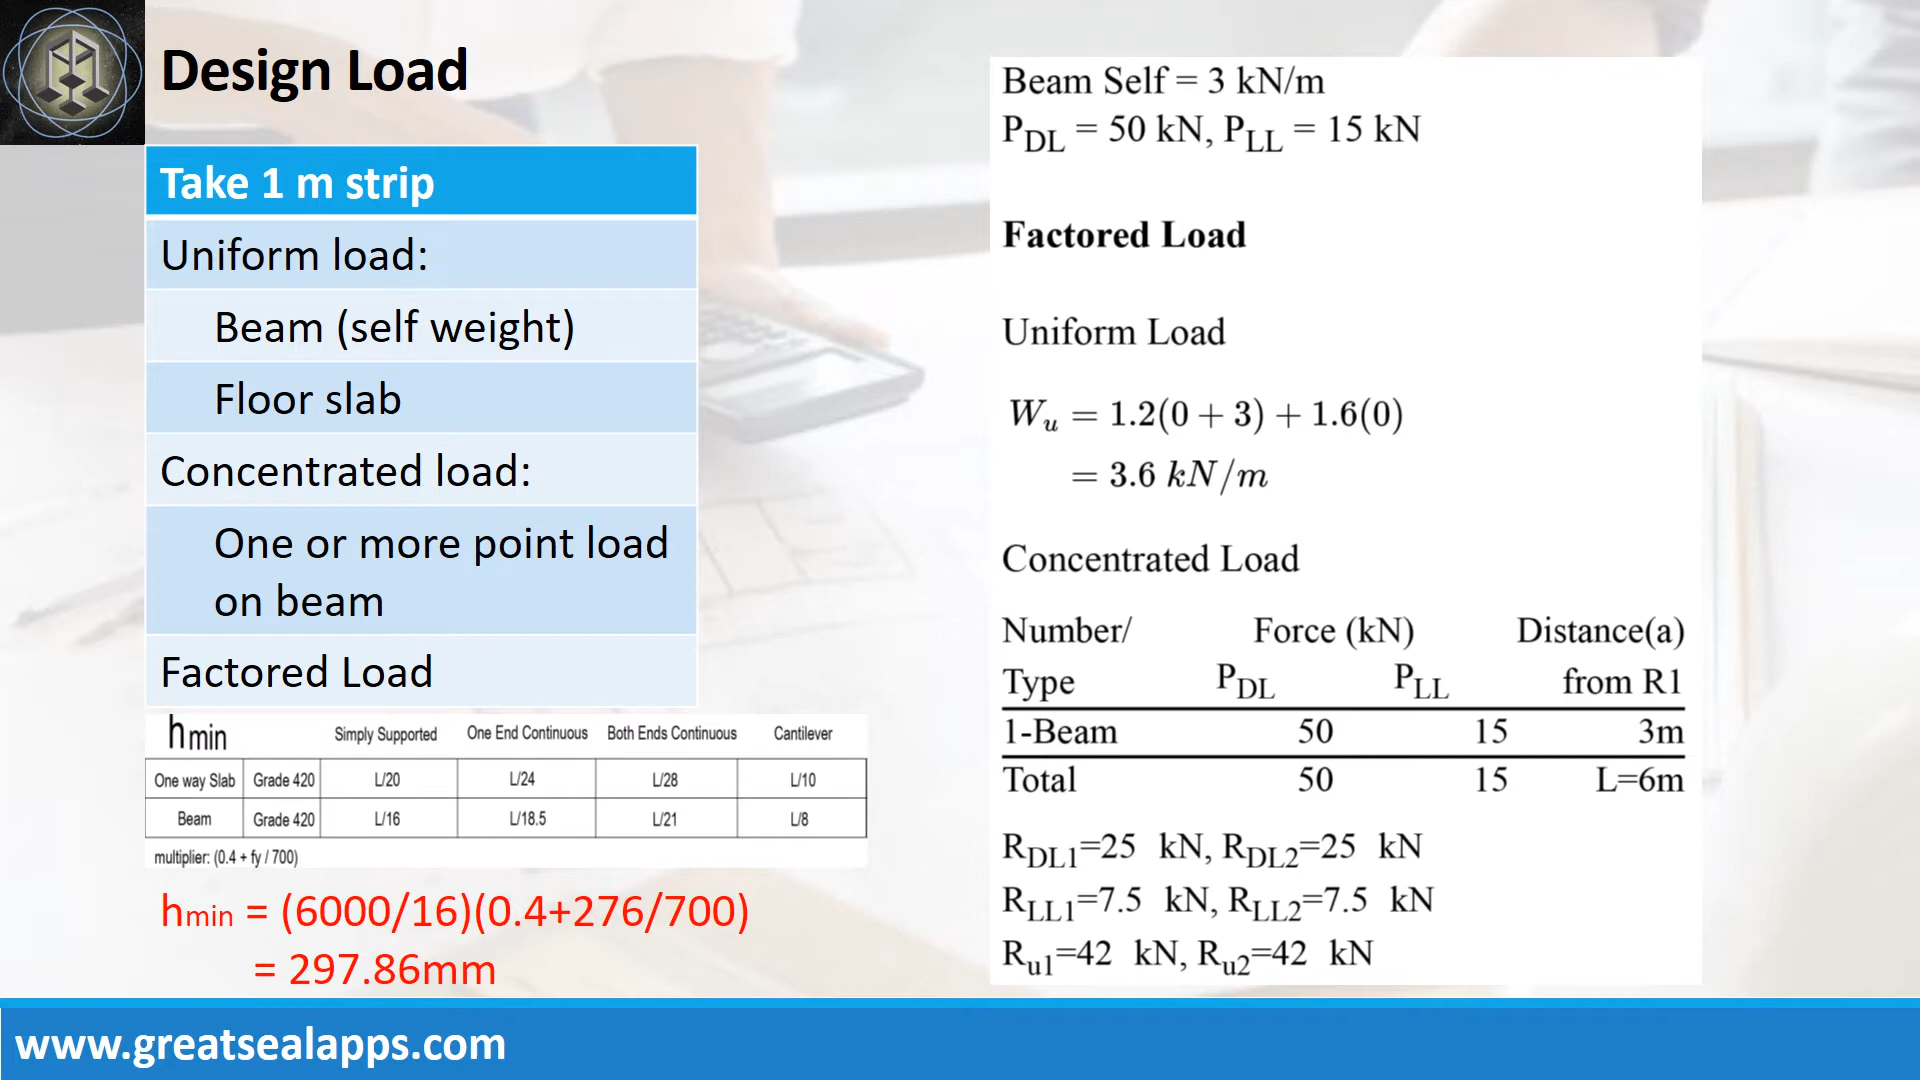 Design Load
Take 1 m strip
Uniform load:
Beam (self weight)
Floor slab
Concentrated load:
One or more point load
on beam
Factored Load
hmin Simply Supported One End Continuous Both Ends Continuous Cantilever
One way Slab Grade 420 L/20 L/24 L/28 L/10
Beam Grade 420 L/16 L/18.5 L/21 L/8
multiplier: (0.4 + fy / 700)
hmin = (6000/16)(0.4+276/700)
= 297.86mm
Beam Self = 3 kN/m
PDL = 50 kN, PLL = 15 kN
Factored Load
Uniform Load
Wu = 1.2(0 + 3) + 1.6(0)
= 3.6 kN/m
Concentrated Load
Number/ Force (kN) Distance(a)
Type PDL PLL from R1
1-Beam 50 15 3m
Total 50 15 L=6m
RDL1=25 kN, RDL2=25 kN
RLL1=7.5 kN, RLL2=7.5 kN
Ru1=42 kN, Ru2=42 kN
www.greatsealapps.com